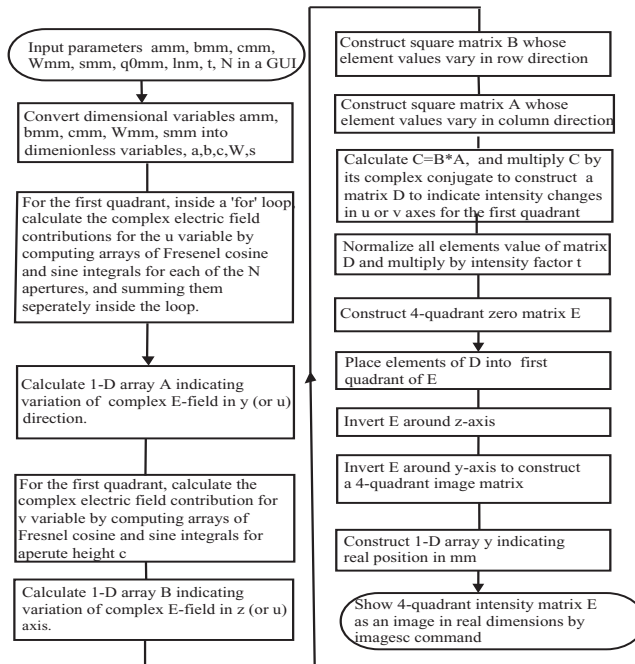 Input parameters amm, bmm, cmm,
Wmm, smm, q0mm, lnm, t, N in a GUI
Convert dimensional variables amm,
bmm, cmm, Wmm, smm into
dimenionless variables, a,b,c,W,s
For the first quadrant, inside a 'for' loop,
calculate the complex electric field
contributions for the u variable by
computing arrays of Fresenel cosine
and sine integrals for each of the N
apertures, and summing them
seperately inside the loop.
Calculate 1-D array A indicating
variation of complex E-field in y (or u)
direction.
For the first quadrant, calculate the
complex electric field contribution for
v variable by computing arrays of
Fresnel cosine and sine integrals for
aperute height c
Calculate 1-D array B indicating
variation of complex E-field in z (or u)
axis.
Construct square matrix B whose
element values vary in row direction
Construct square matrix A whose
element values vary in column direction
Calculate C=B*A, and multiply C by
its complex conjugate to construct a
matrix D to indicate intensity changes
in u or v axes for the first quadrant
Normalize all elements value of matrix
D and multiply by intensity factor t
Construct 4-quadrant zero matrix E
Place elements of D into first
quadrant of E
Invert E around z-axis
Invert E around y-axis to construct
a 4-quadrant image matrix
Construct 1-D array y indicating
real position in mm
Show 4-quadrant intensity matrix E
as an image in real dimensions by
imagesc command